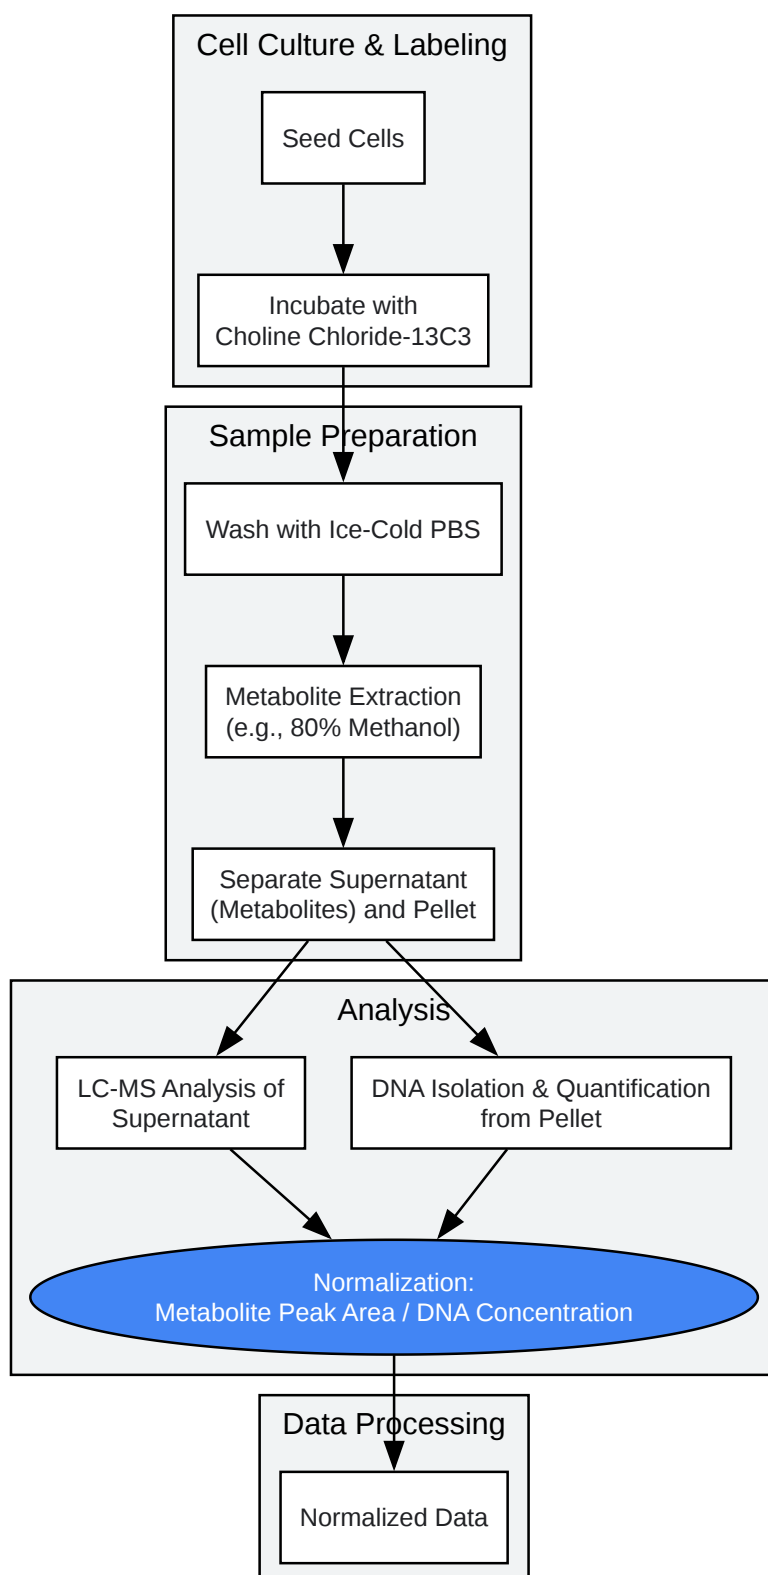 Cell Culture & Labeling
Seed Cells
Incubate with
Choline Chloride-13C3
Sample Preparation
Wash with Ice-Cold PBS
Metabolite Extraction
(e.g., 80% Methanol)
Separate Supernatant
(Metabolites) and Pellet
Analysis
LC-MS Analysis of
Supernatant
DNA Isolation & Quantification
from Pellet
Normalization:
Metabolite Peak Area / DNA Concentration
Data Processing
Normalized Data